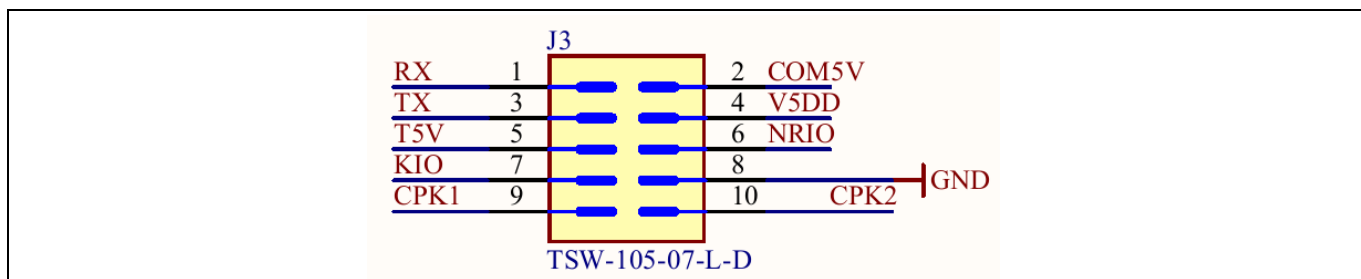 J3
RX 1 2 COM5V
TX 3 4 V5DD
T5V 5 6 NRIO
KIO 7 8 GND
CPK1 9 10 CPK2
TSW-105-07-L-D